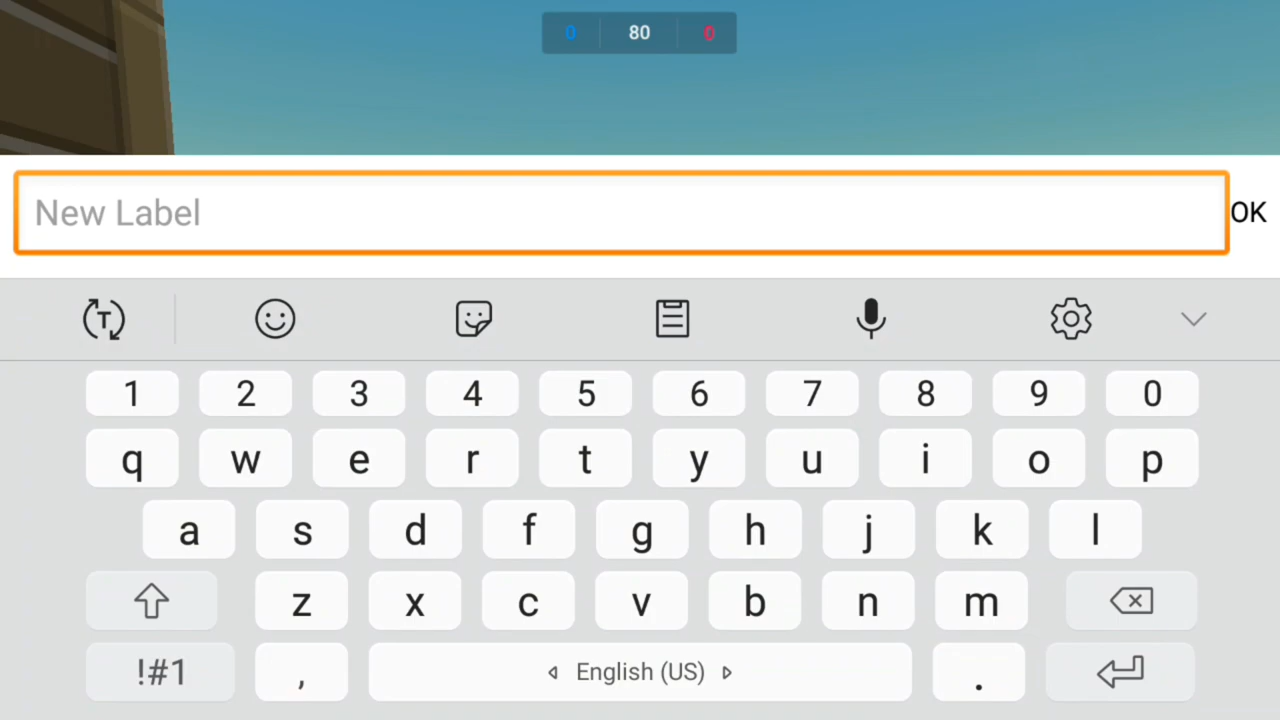 0 80 0
New Label OK
T
1 2 3 4 5 6 7 8 9 0
q w e r t y u i o p
a s d f g h j k l
z x c v b n m
!#1 , English (US) .